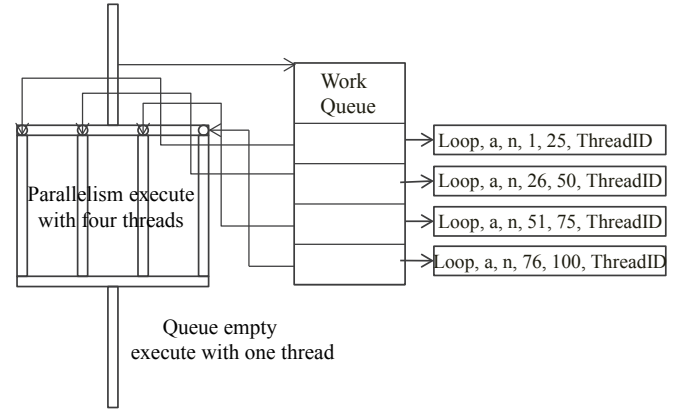 Work
Queue
Loop, a, n, 1, 25, ThreadID
Loop, a, n, 26, 50, ThreadID
Loop, a, n, 51, 75, ThreadID
Loop, a, n, 76, 100, ThreadID
Parallelism execute
with four threads
Queue empty
execute with one thread